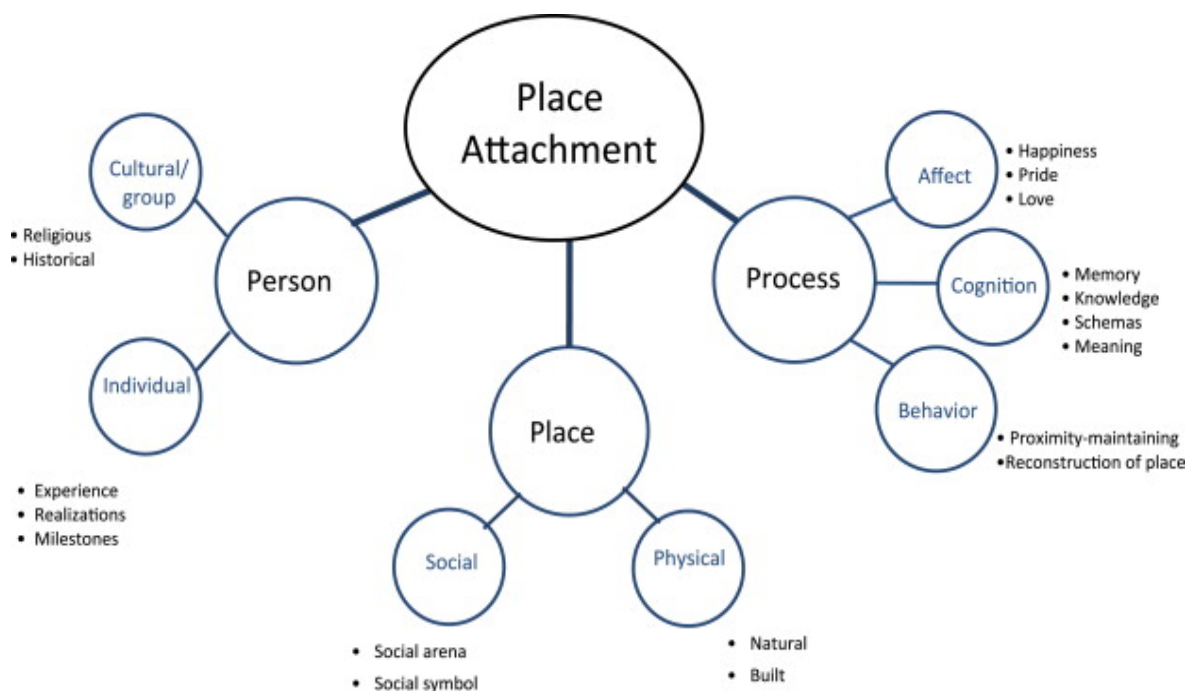 Place
Attachment
Cultural/
group
• Religious
• Historical
Person
Individual
• Experience
• Realizations
• Milestones
Place
Social
• Social arena
• Social symbol
Physical
• Natural
• Built
Process
Affect
• Happiness
• Pride
• Love
Cognition
• Memory
• Knowledge
• Schemas
• Meaning
Behavior
• Proximity-maintaining
•Reconstruction of place